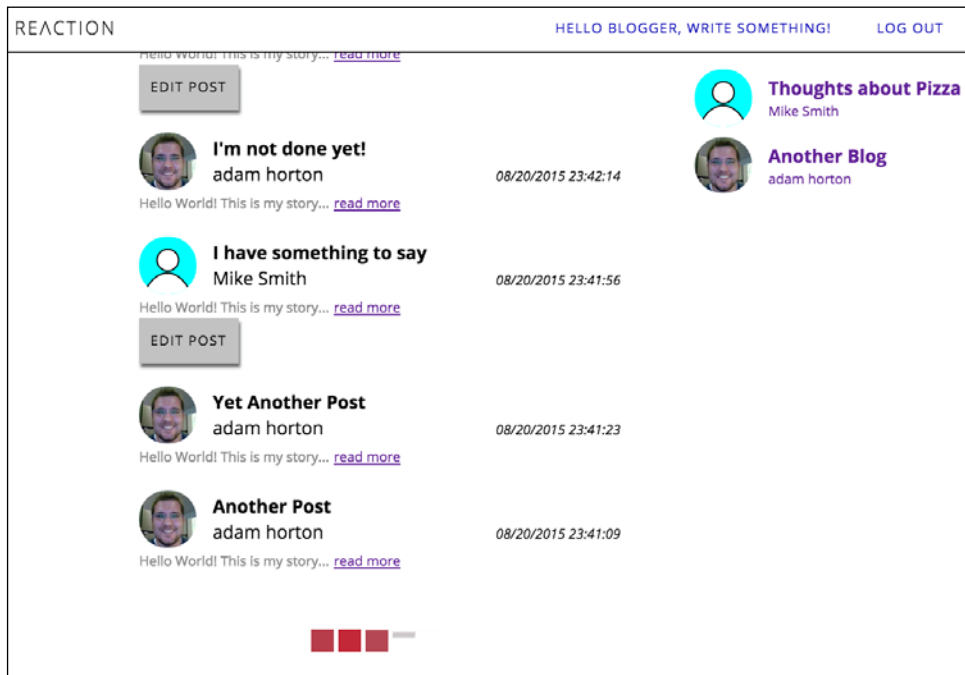 REACTION
HELLO BLOGGER, WRITE SOMETHING!
LOG OUT
Hello World! This is my story... read more
EDIT POST
I'm not done yet!
adam horton
08/20/2015 23:42:14
Hello World! This is my story... read more
I have something to say
Mike Smith
08/20/2015 23:41:56
Hello World! This is my story... read more
EDIT POST
Yet Another Post
adam horton
08/20/2015 23:41:23
Hello World! This is my story... read more
Another Post
adam horton
08/20/2015 23:41:09
Hello World! This is my story... read more
Thoughts about Pizza
Mike Smith
Another Blog
adam horton